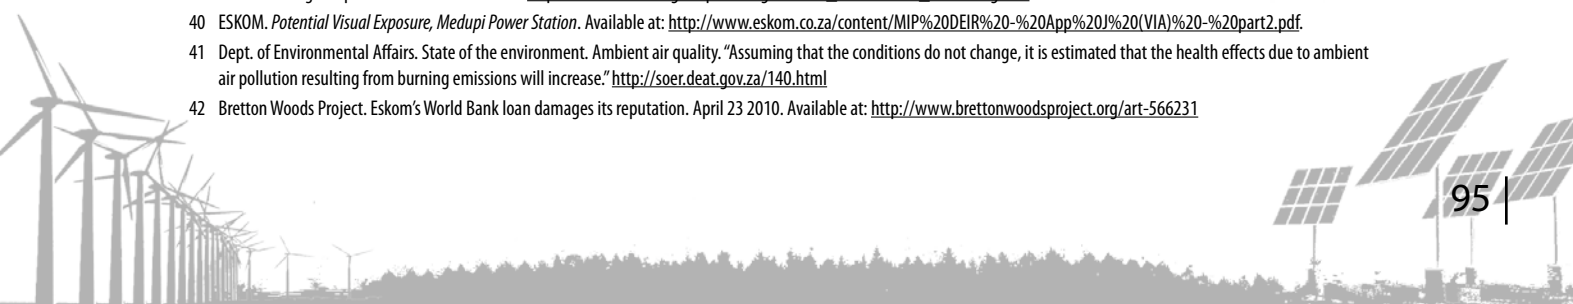 40 ESKOM. Potential Visual Exposure, Medupi Power Station. Available at: http://www.eskom.co.za/content/MIP%20DEIR%20-%20App%20J%20(VIA)%20-%20part2.pdf.
41 Dept. of Environmental Affairs. State of the environment. Ambient air quality. “Assuming that the conditions do not change, it is estimated that the health effects due to ambient
air pollution resulting from burning emissions will increase.” http://soer.deat.gov.za/140.html
42 Bretton Woods Project. Eskom’s World Bank loan damages its reputation. April 23 2010. Available at: http://www.brettonwoodsproject.org/art-566231
95